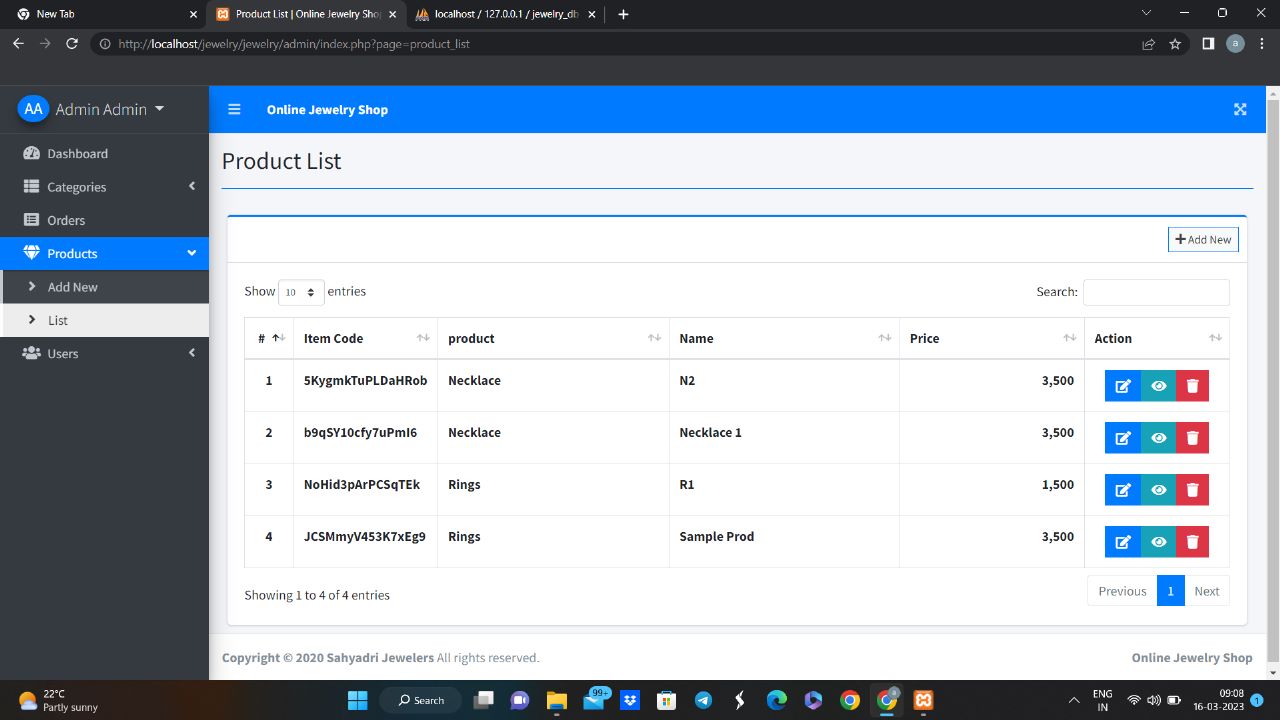 New Tab
Product List | Online Jewelry Shop
localhost / 127.0.0.1 / jewelry_db
http://localhost/jewelry/jewelry/admin/index.php?page=product_list
a
AA Admin Admin
Online Jewelry Shop
Dashboard
Categories
Orders
Products
Add New
List
Users
Product List
Add New
Show 10 entries
Search:
# Item Code product Name Price Action
1 5KygmkTuPLDaHRob Necklace N2 3,500
2 b9qSY10cfy7uPmI6 Necklace Necklace 1 3,500
3 NoHid3pArPCSqTEk Rings R1 1,500
4 JCSMmyV453K7xEg9 Rings Sample Prod 3,500
Showing 1 to 4 of 4 entries
Previous 1 Next
Copyright © 2020 Sahyadri Jewelers All rights reserved.
Online Jewelry Shop
22°C
Partly sunny
Search
99+
ENG
IN
09:08
16-03-2023
1